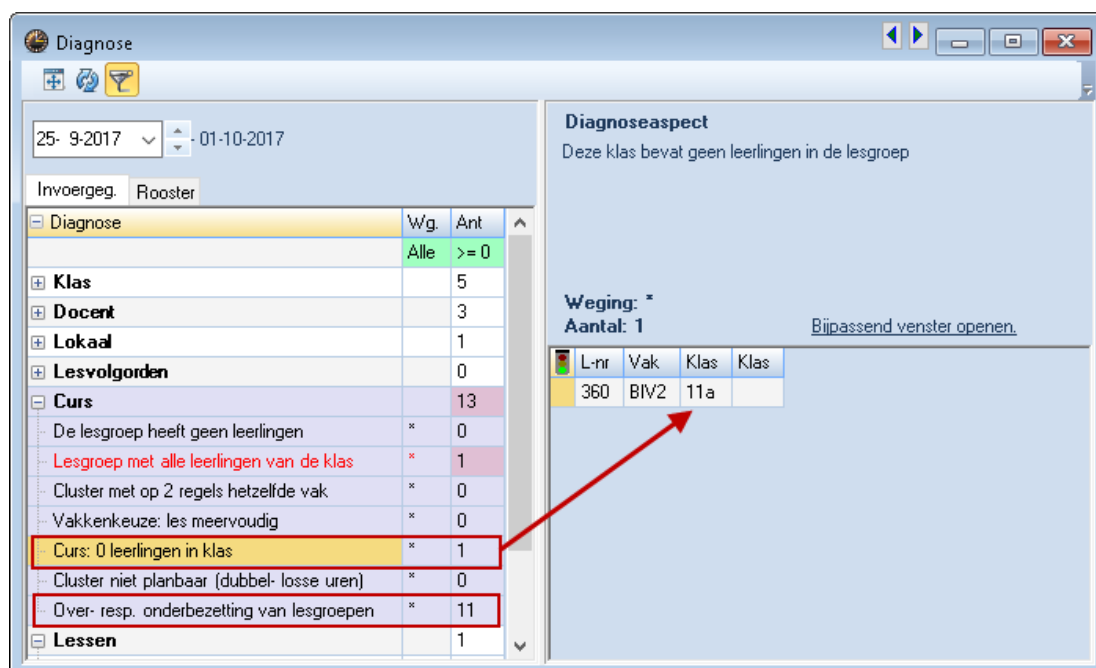 Diagnose
25- 9-2017 - 01-10-2017
Invoergeg. Rooster
Diagnose Wg. Ant
Alle >= 0
Klas 5
Docent 3
Lokaal 1
Lesvolgorden 0
Curs 13
De lesgroep heeft geen leerlingen * 0
Lesgroep met alle leerlingen van de klas * 1
Cluster met op 2 regels hetzelfde vak * 0
Vakkenkeuze: les meervoudig * 0
Curs: 0 leerlingen in klas * 1
Cluster niet planbaar (dubbel- losse uren) * 0
Over- resp. onderbezetting van lesgroepen * 11
Lessen 1
Diagnoseaspect
Deze klas bevat geen leerlingen in de lesgroep
Weging: *
Aantal: 1 Bijpassend venster openen.
L-nr Vak Klas Klas
360 BIV2 11a